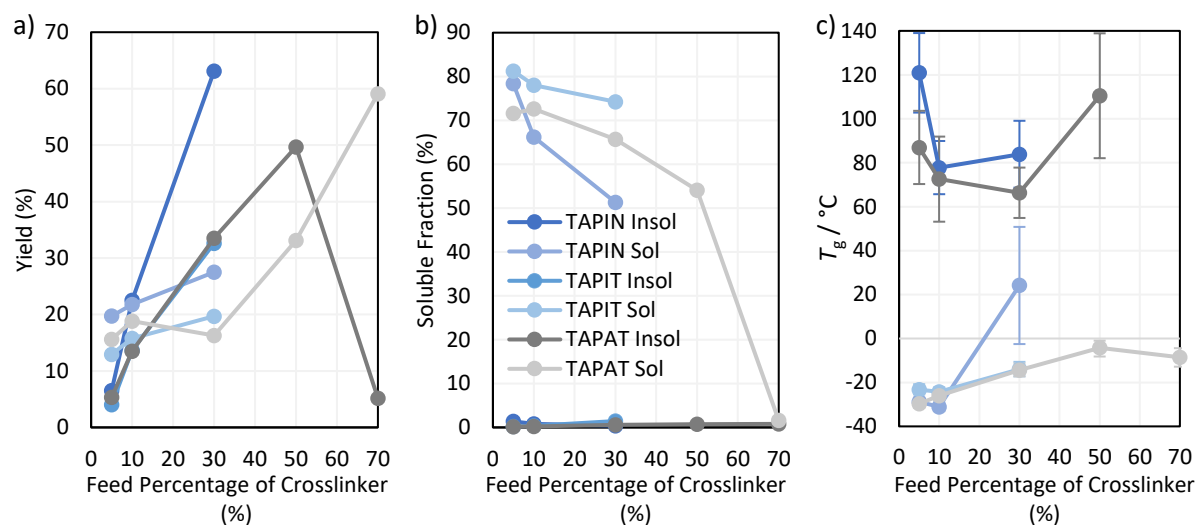 a)
Yield (%)
70
60
50
40
30
20
10
0
0 10 20 30 40 50 60 70
Feed Percentage of Crosslinker
(%)
b)
Soluble Fraction (%)
90
80
70
60
50
40
30
20
10
0
TAPIN Insol
TAPIN Sol
TAPIT Insol
TAPIT Sol
TAPAT Insol
TAPAT Sol
0 10 20 30 40 50 60 70
Feed Percentage of Crosslinker
(%)
c)
Tg / °C
140
120
100
80
60
40
20
0
-20
-40
0 10 20 30 40 50 60 70
Feed Percentage of Crosslinker
(%)